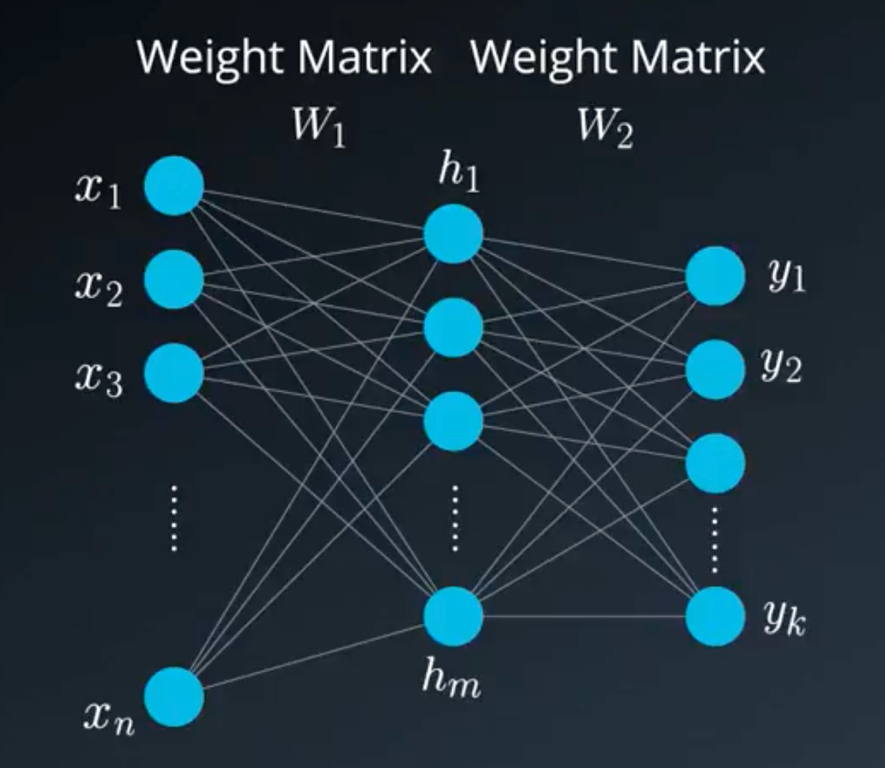 Weight Matrix Weight Matrix
W₁ W₂
h₁
x₁
x₂
x₃
y₁
y₂
hₘ
yₖ
xₙ